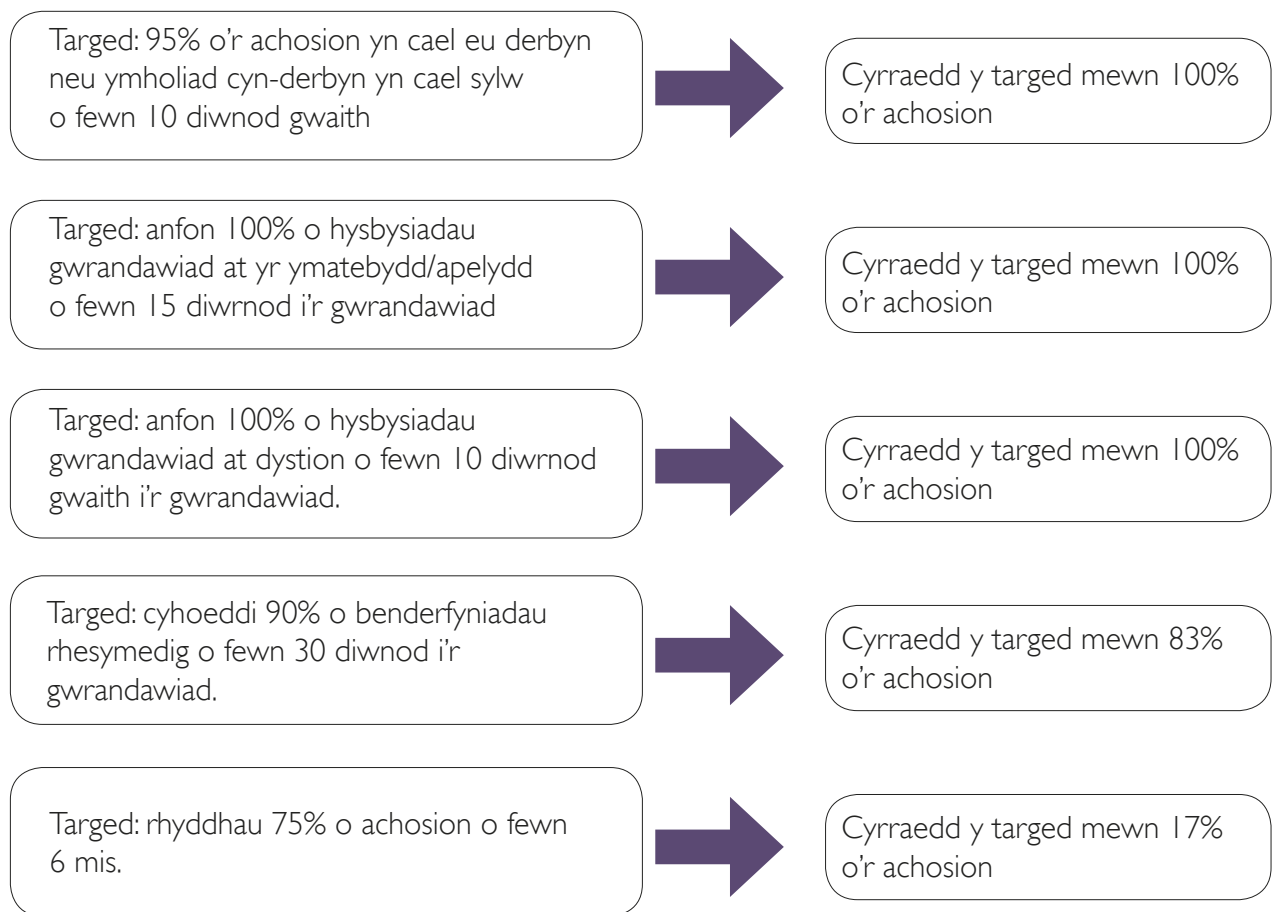 Targed: 95% o'r achosion yn cael eu derbyn
neu ymholiad cyn-derbyn yn cael sylw
o fewn 10 diwnod gwaith
Cyrraedd y targed mewn 100%
o'r achosion
Targed: anfon 100% o hysbysiadau
gwrandawiad at yr ymatebydd/apelydd
o fewn 15 diwrnod i'r gwrandawiad
Cyrraedd y targed mewn 100%
o'r achosion
Targed: anfon 100% o hysbysiadau
gwrandawiad at dystion o fewn 10 diwrnod
gwaith i'r gwrandawiad.
Cyrraedd y targed mewn 100%
o'r achosion
Targed: cyhoeddi 90% o benderfyniadau
rhesymedig o fewn 30 diwnod i'r
gwrandawiad.
Cyrraedd y targed mewn 83%
o'r achosion
Targed: rhyddhau 75% o achosion o fewn
6 mis.
Cyrraedd y targed mewn 17%
o'r achosion